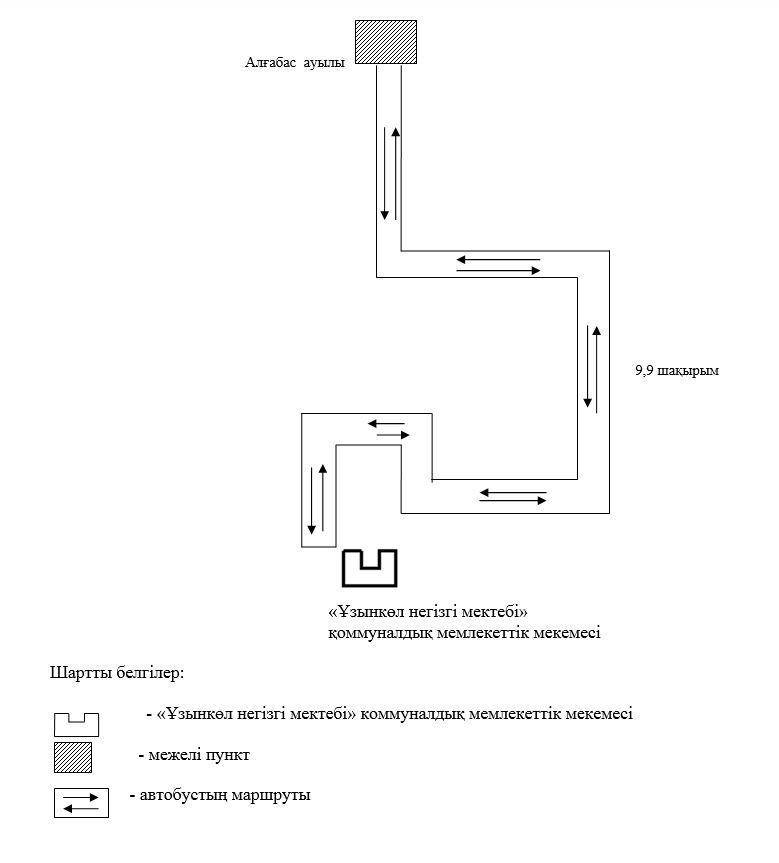 Алғабас ауылы
9,9 шақырым
«Ұзынкөл негізгі мектебі»
қоммуналдық мемлекеттік мекемесі
Шартты белгілер:
- «Ұзынкөл негізгі мектебі» коммуналдық мемлекеттік мекемесі
- межелі пункт
- автобустың маршруты